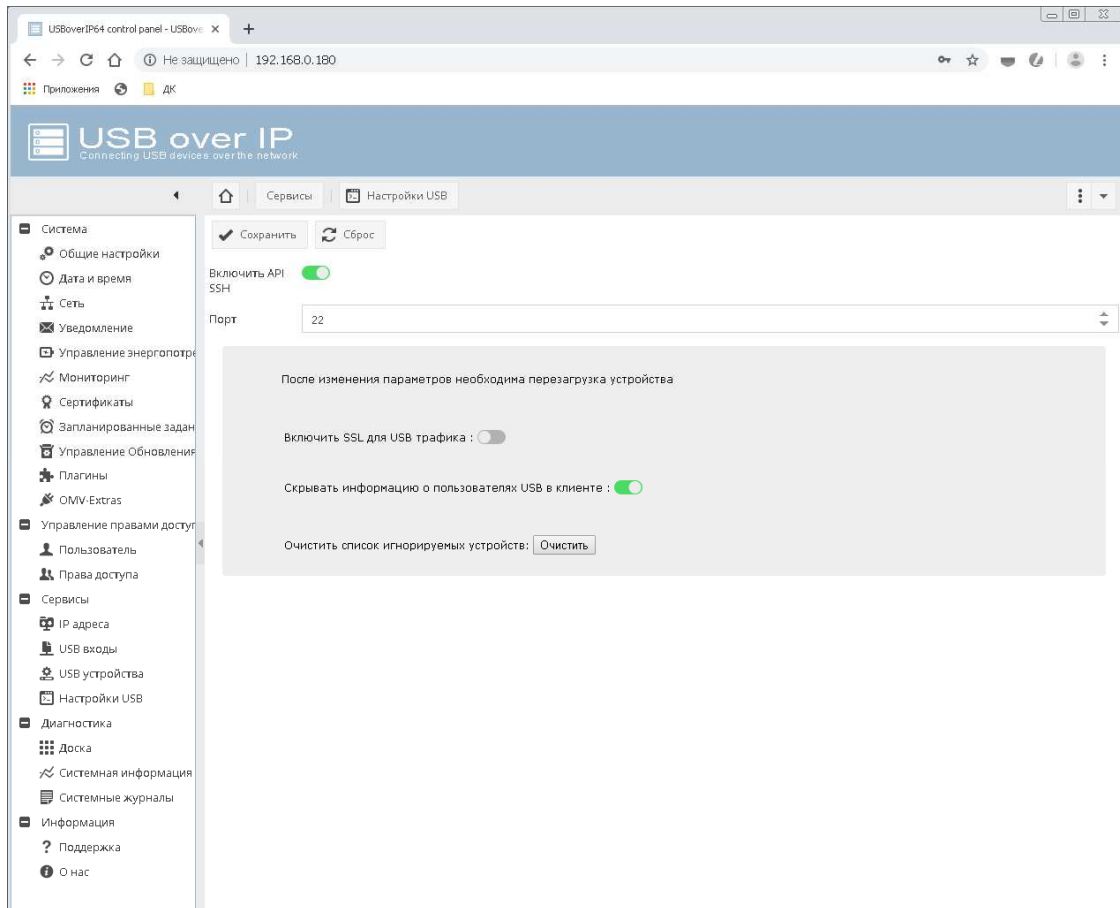 USBoverIP64 control panel - USBove
Не защищено 192.168.0.180
Приложения ДК
USB over IP
Connecting USB devices over the network
Сервисы Настройки USB
Система
Общие настройки
Дата и время
Сеть
Уведомление
Управление энергопотре
Мониторинг
Сертификаты
Запланированные задан
Управление Обновления
Плагины
OMV-Extras
Управление правами доступ
Пользователь
Права доступа
Сервисы
IP адреса
USB входы
USB устройства
Настройки USB
Диагностика
Доска
Системная информация
Системные журналы
Информация
Поддержка
О нас
Сохранить Сброс
Включить API
SSH
Порт 22
После изменения параметров необходима перезагрузка устройства
Включить SSL для USB трафика :
Скрывать информацию о пользователях USB в клиенте :
Очистить список игнорируемых устройств: Очистить